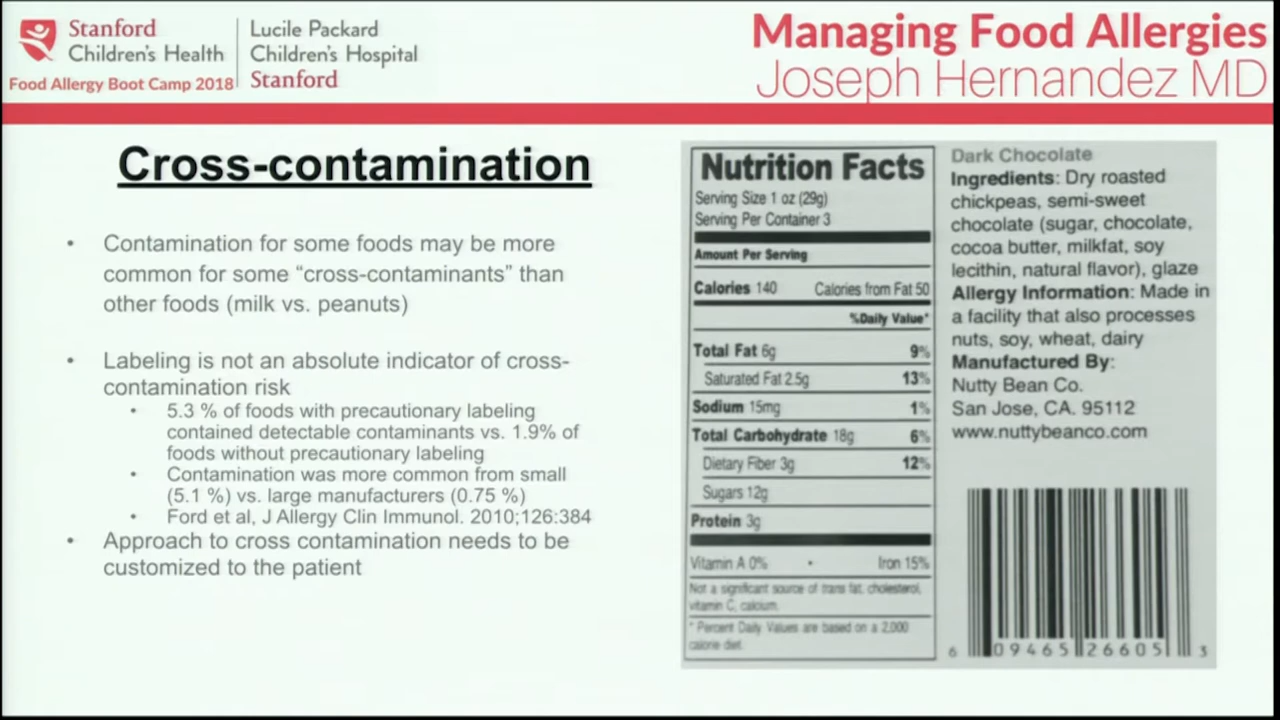 Stanford
Children's Health
Food Allergy Boot Camp 2018
Lucile Packard
Children's Hospital
Stanford
Managing Food Allergies
Joseph Hernandez MD
Cross-contamination
• Contamination for some foods may be more
common for some “cross-contaminants” than
other foods (milk vs. peanuts)
• Labeling is not an absolute indicator of cross-
contamination risk
• 5.3 % of foods with precautionary labeling
contained detectable contaminants vs. 1.9% of
foods without precautionary labeling
• Contamination was more common from small
(5.1 %) vs. large manufacturers (0.75 %)
• Ford et al, J Allergy Clin Immunol. 2010;126:384
• Approach to cross contamination needs to be
customized to the patient
Nutrition Facts
Serving Size 1 oz (29g)
Serving Per Container 3
Amount Per Serving
Calories 140 Calories from Fat 50
%Daily Value*
Total Fat 6g 9%
Saturated Fat 2.5g 13%
Sodium 15mg 1%
Total Carbohydrate 18g 6%
Dietary Fiber 3g 12%
Sugars 12g
Protein 3g
Vitamin A 0% • Iron 15%
Not a significant source of trans fat, cholesterol,
vitamin C, calcium.
* Percent Daily Values are based on a 2,000
calorie diet.
Dark Chocolate
Ingredients: Dry roasted
chickpeas, semi-sweet
chocolate (sugar, chocolate,
cocoa butter, milkfat, soy
lecithin, natural flavor), glaze
Allergy Information: Made in
a facility that also processes
nuts, soy, wheat, dairy
Manufactured By:
Nutty Bean Co.
San Jose, CA. 95112
www.nuttybeanco.com
6 09465 26605 3